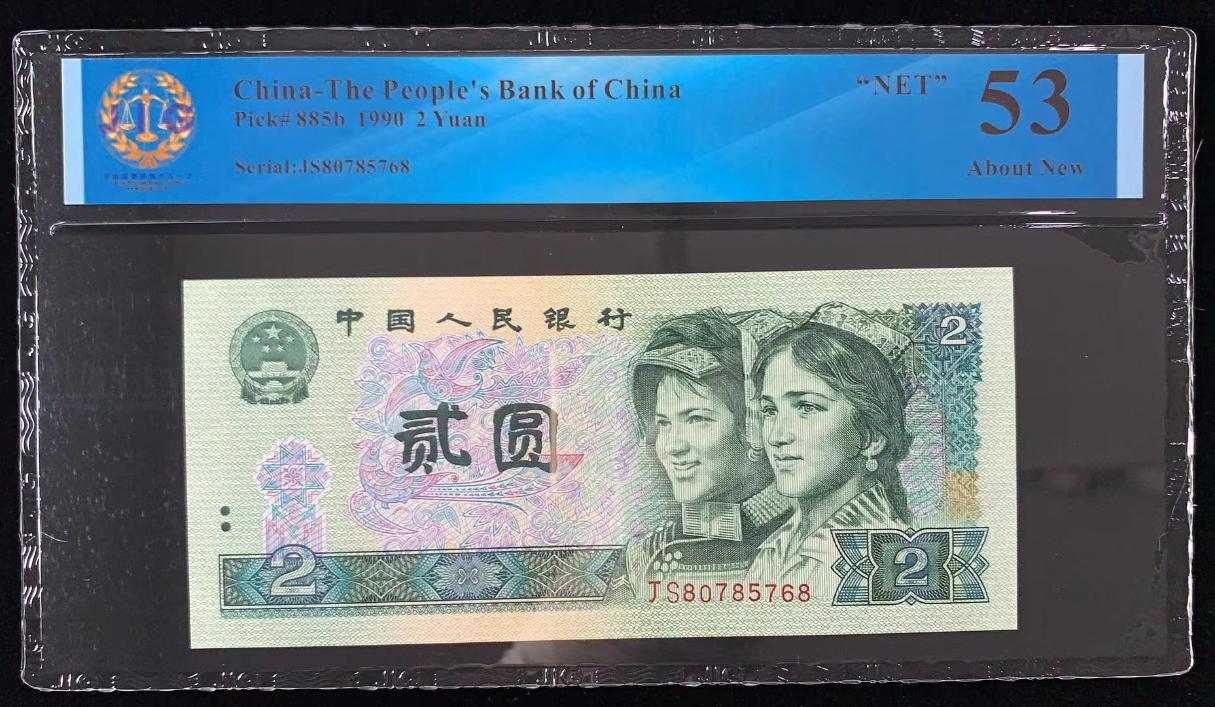 China-The People's Bank of China
Pick# 885b 1990 2 Yuan
Serial:JS80785768
"NET" 53
About New
中国人民银行
2
贰圆
2
JS80785768
2